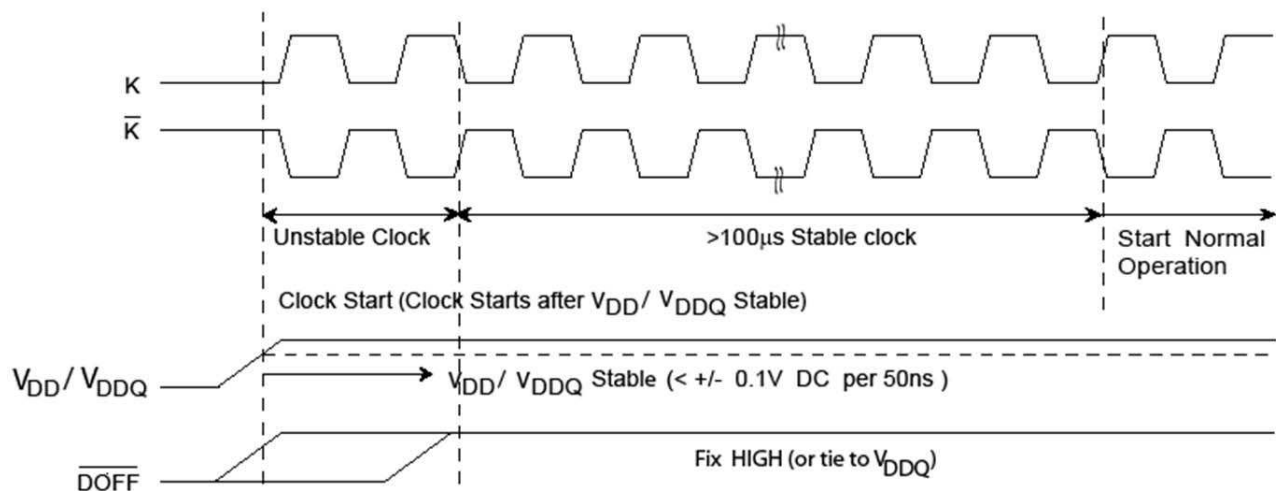 K
K̅
Unstable Clock
>100μs Stable clock
Start Normal
Operation
Clock Start (Clock Starts after VDD / VDDQ Stable)
VDD / VDDQ
VDD / VDDQ Stable (< +/- 0.1V DC per 50ns )
Fix HIGH (or tie to VDDQ)
D̅O̅F̅F̅